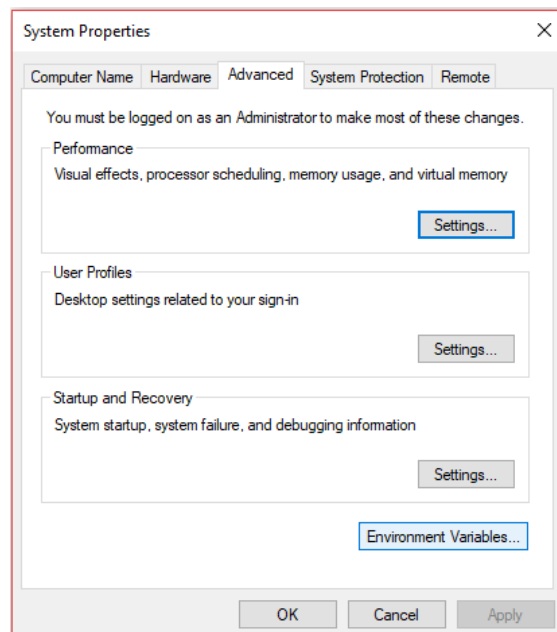 System Properties
Computer Name Hardware Advanced System Protection Remote
You must be logged on as an Administrator to make most of these changes.
Performance
Visual effects, processor scheduling, memory usage, and virtual memory
Settings...
User Profiles
Desktop settings related to your sign-in
Settings...
Startup and Recovery
System startup, system failure, and debugging information
Settings...
Environment Variables...
OK Cancel Apply